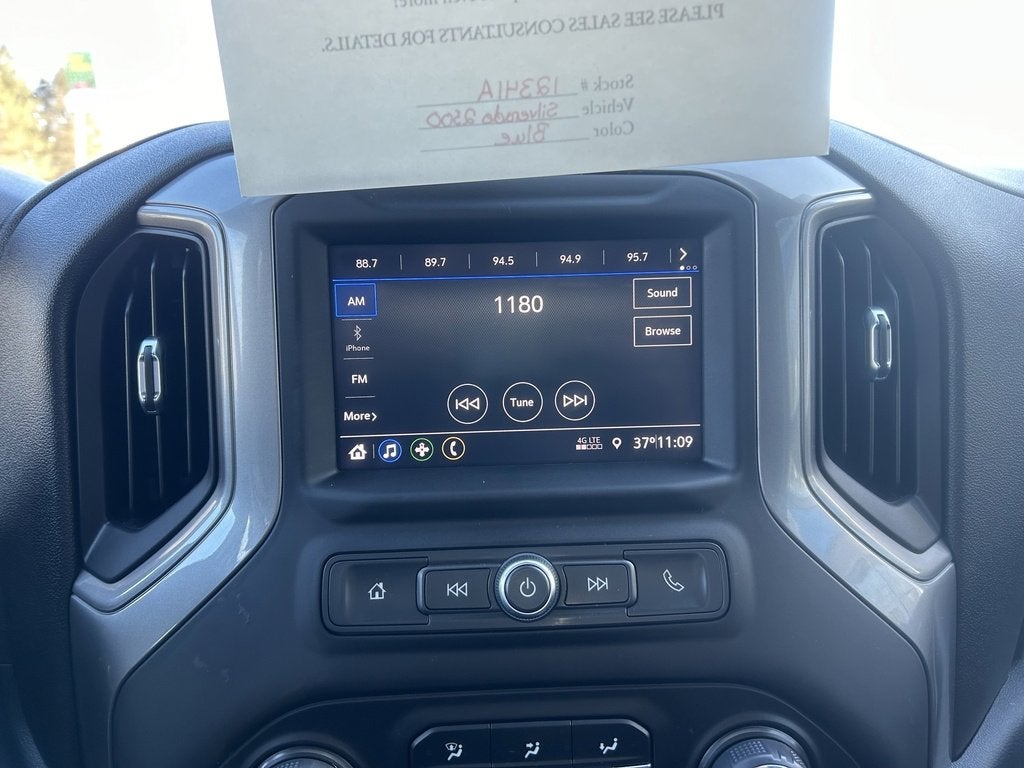 PLEASE SEE SALES CONSULTANTS FOR DETAILS.
Stock # 12341A
Vehicle Silverado 2500
Color Blue
88.7 89.7 94.5 94.9 95.7
AM 1180 Sound
iPhone Browse
FM
More Tune
4G LTE 37° 11:09